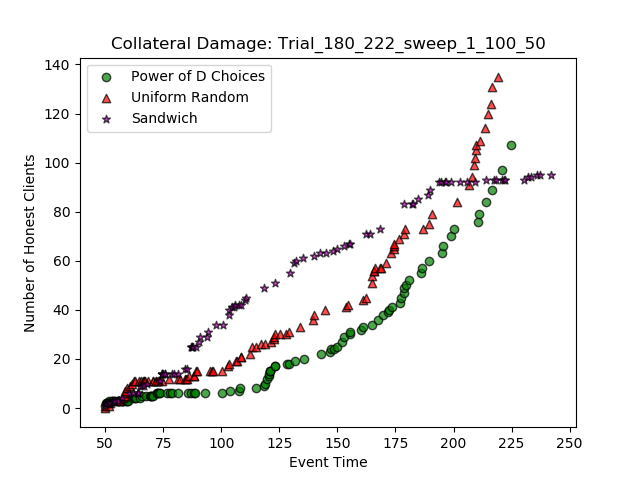 Collateral Damage: Trial_180_222_sweep_1_100_50
Power of D Choices
Uniform Random
Sandwich
Number of Honest Clients
140
120
100
80
60
40
20
0
50 75 100 125 150 175 200 225 250
Event Time